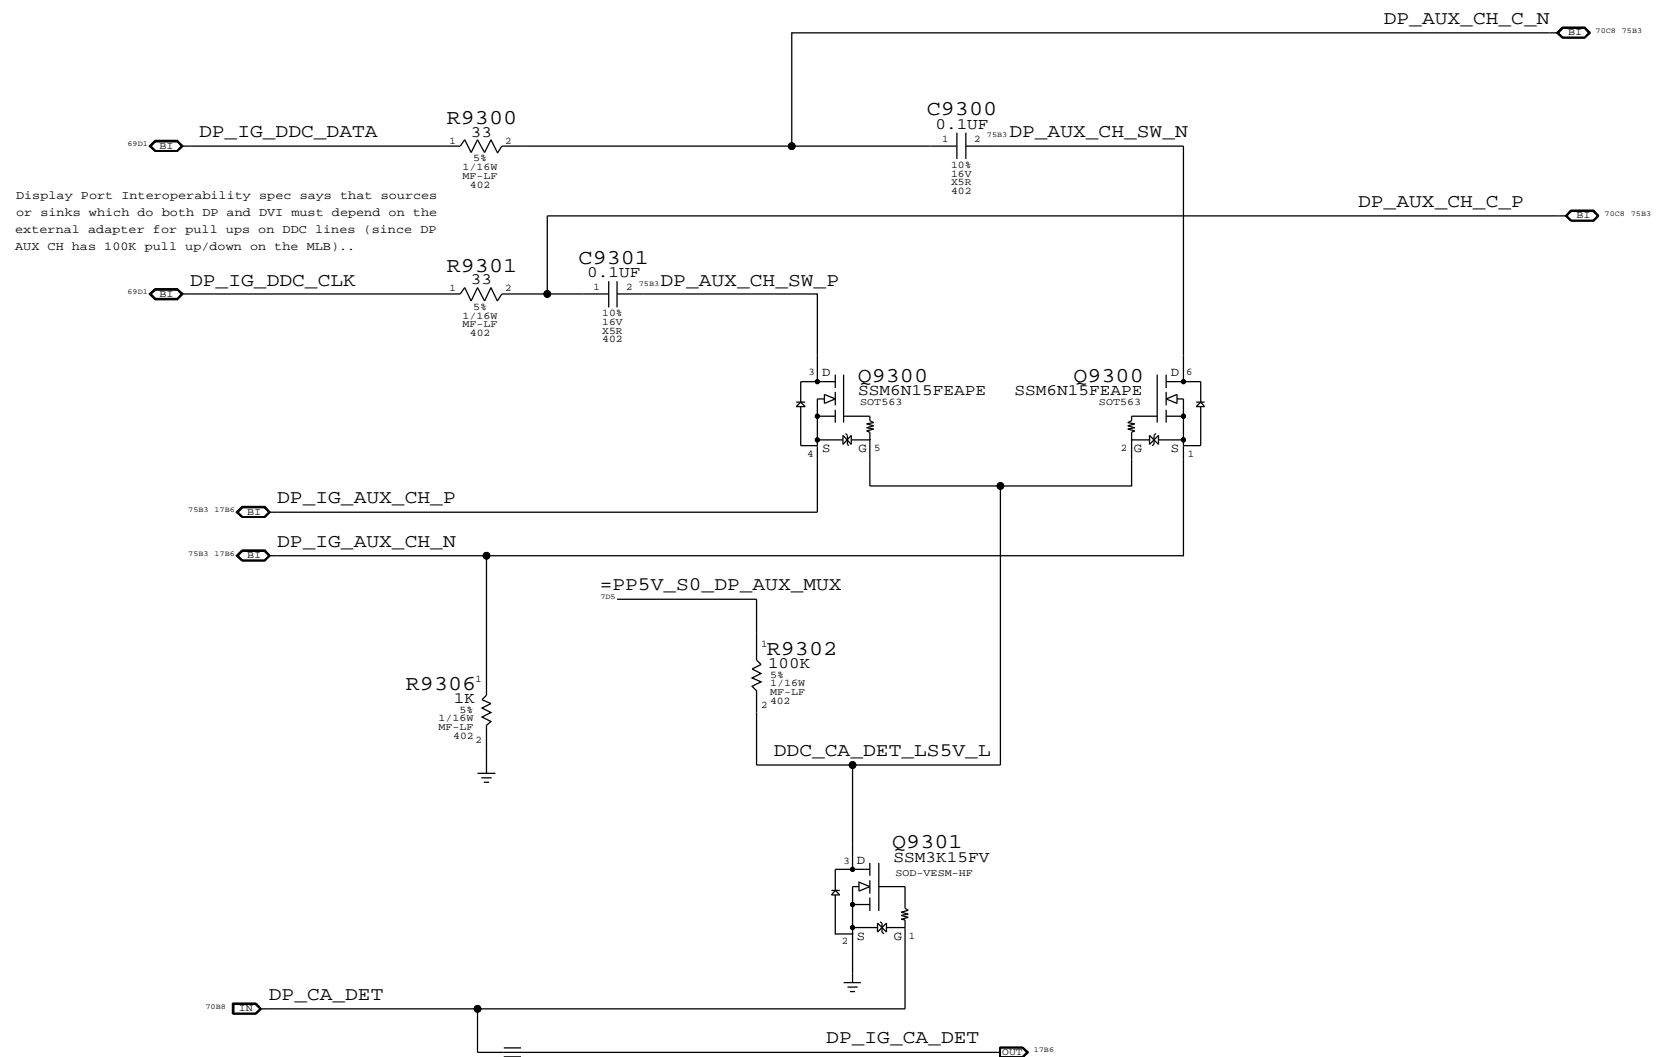 DP_AUX_CH_C_N
BI
70C8 75B3
C9300
0.1UF
1
2
75B3
DP_AUX_CH_SW_N
10%
16V
X5R
402
R9300
33
DP_IG_DDC_DATA
69D1
BI
1
2
5%
1/16W
MF-LF
402
Display Port Interoperability spec says that sources
or sinks which do both DP and DVI must depend on the
external adapter for pull ups on DDC lines (since DP
AUX CH has 100K pull up/down on the MLB)..
DP_AUX_CH_C_P
BI
70C8 75B3
R9301
33
DP_IG_DDC_CLK
69D1
BI
1
2
5%
1/16W
MF-LF
402
C9301
0.1UF
1
2
75B3
DP_AUX_CH_SW_P
10%
16V
X5R
402
3
D
Q9300
SSM6N15FEAPE
SOT563
4
S
G
5
Q9300
SSM6N15FEAPE
SOT563
D
6
2
G
S
1
DP_IG_AUX_CH_P
75B3 17B6
BI
DP_IG_AUX_CH_N
75B3 17B6
BI
=PP5V_S0_DP_AUX_MUX
7D5
1
R9302
100K
5%
1/16W
MF-LF
402
2
R9306
1
1K
5%
1/16W
MF-LF
402
2
DDC_CA_DET_LS5V_L
Q9301
SSM3K15FV
SOD-VESM-HF
3
D
2
S
G
1
70B8
IN
DP_CA_DET
DP_IG_CA_DET
OUT
17B6